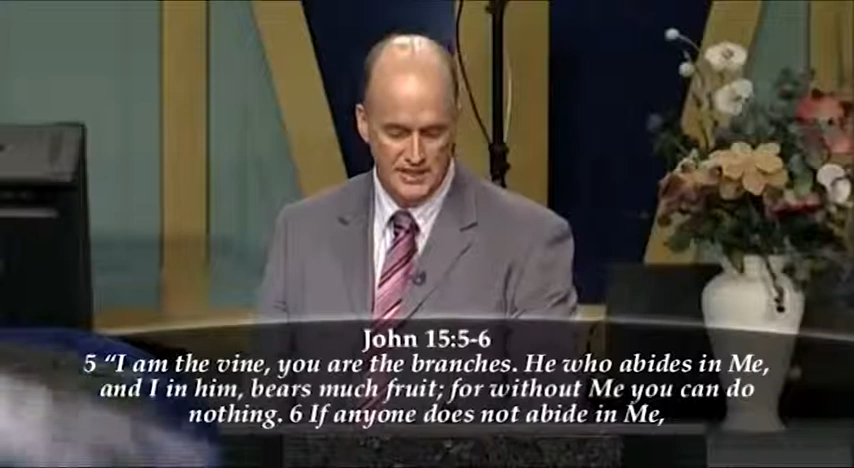 John 15:5-6
5 “I am the vine, you are the branches. He who abides in Me,
and I in him, bears much fruit; for without Me you can do
nothing. 6 If anyone does not abide in Me,